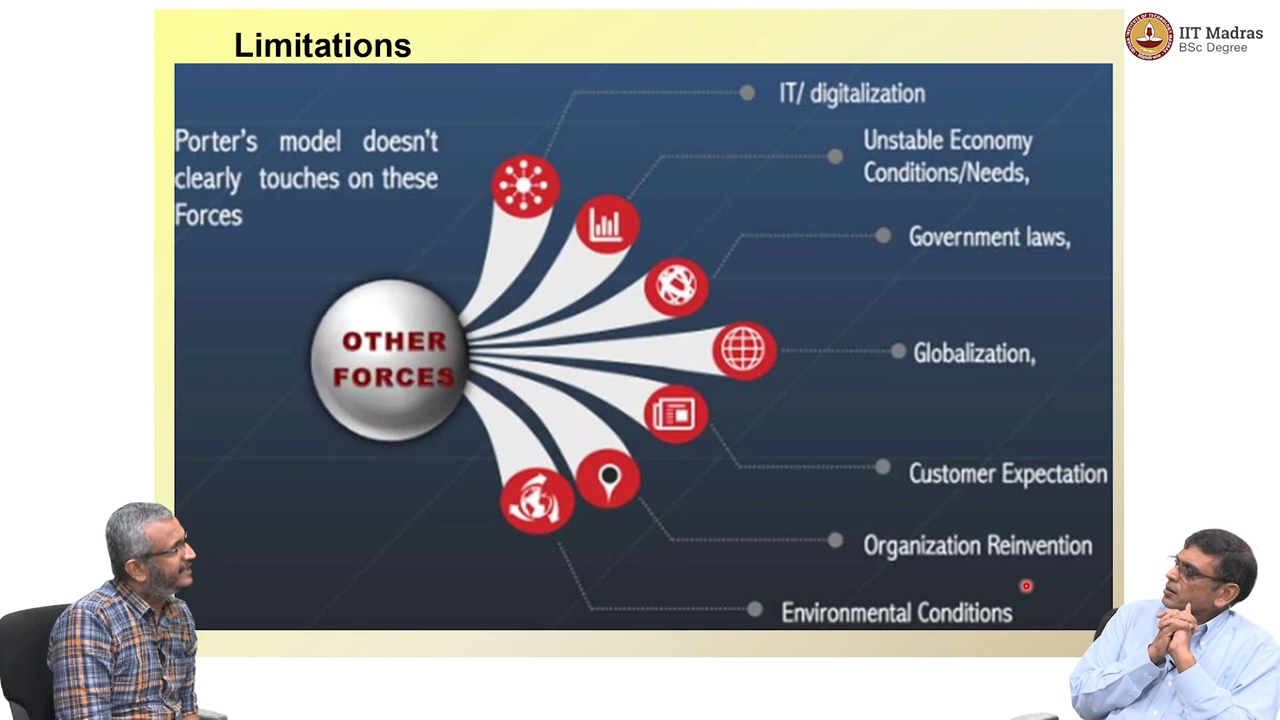 Limitations
IIT Madras
BSc Degree
Porter's model doesn't
clearly touches on these
Forces
OTHER
FORCES
IT/ digitalization
Unstable Economy
Conditions/Needs,
Government laws,
Globalization,
Customer Expectation
Organization Reinvention
Environmental Conditions